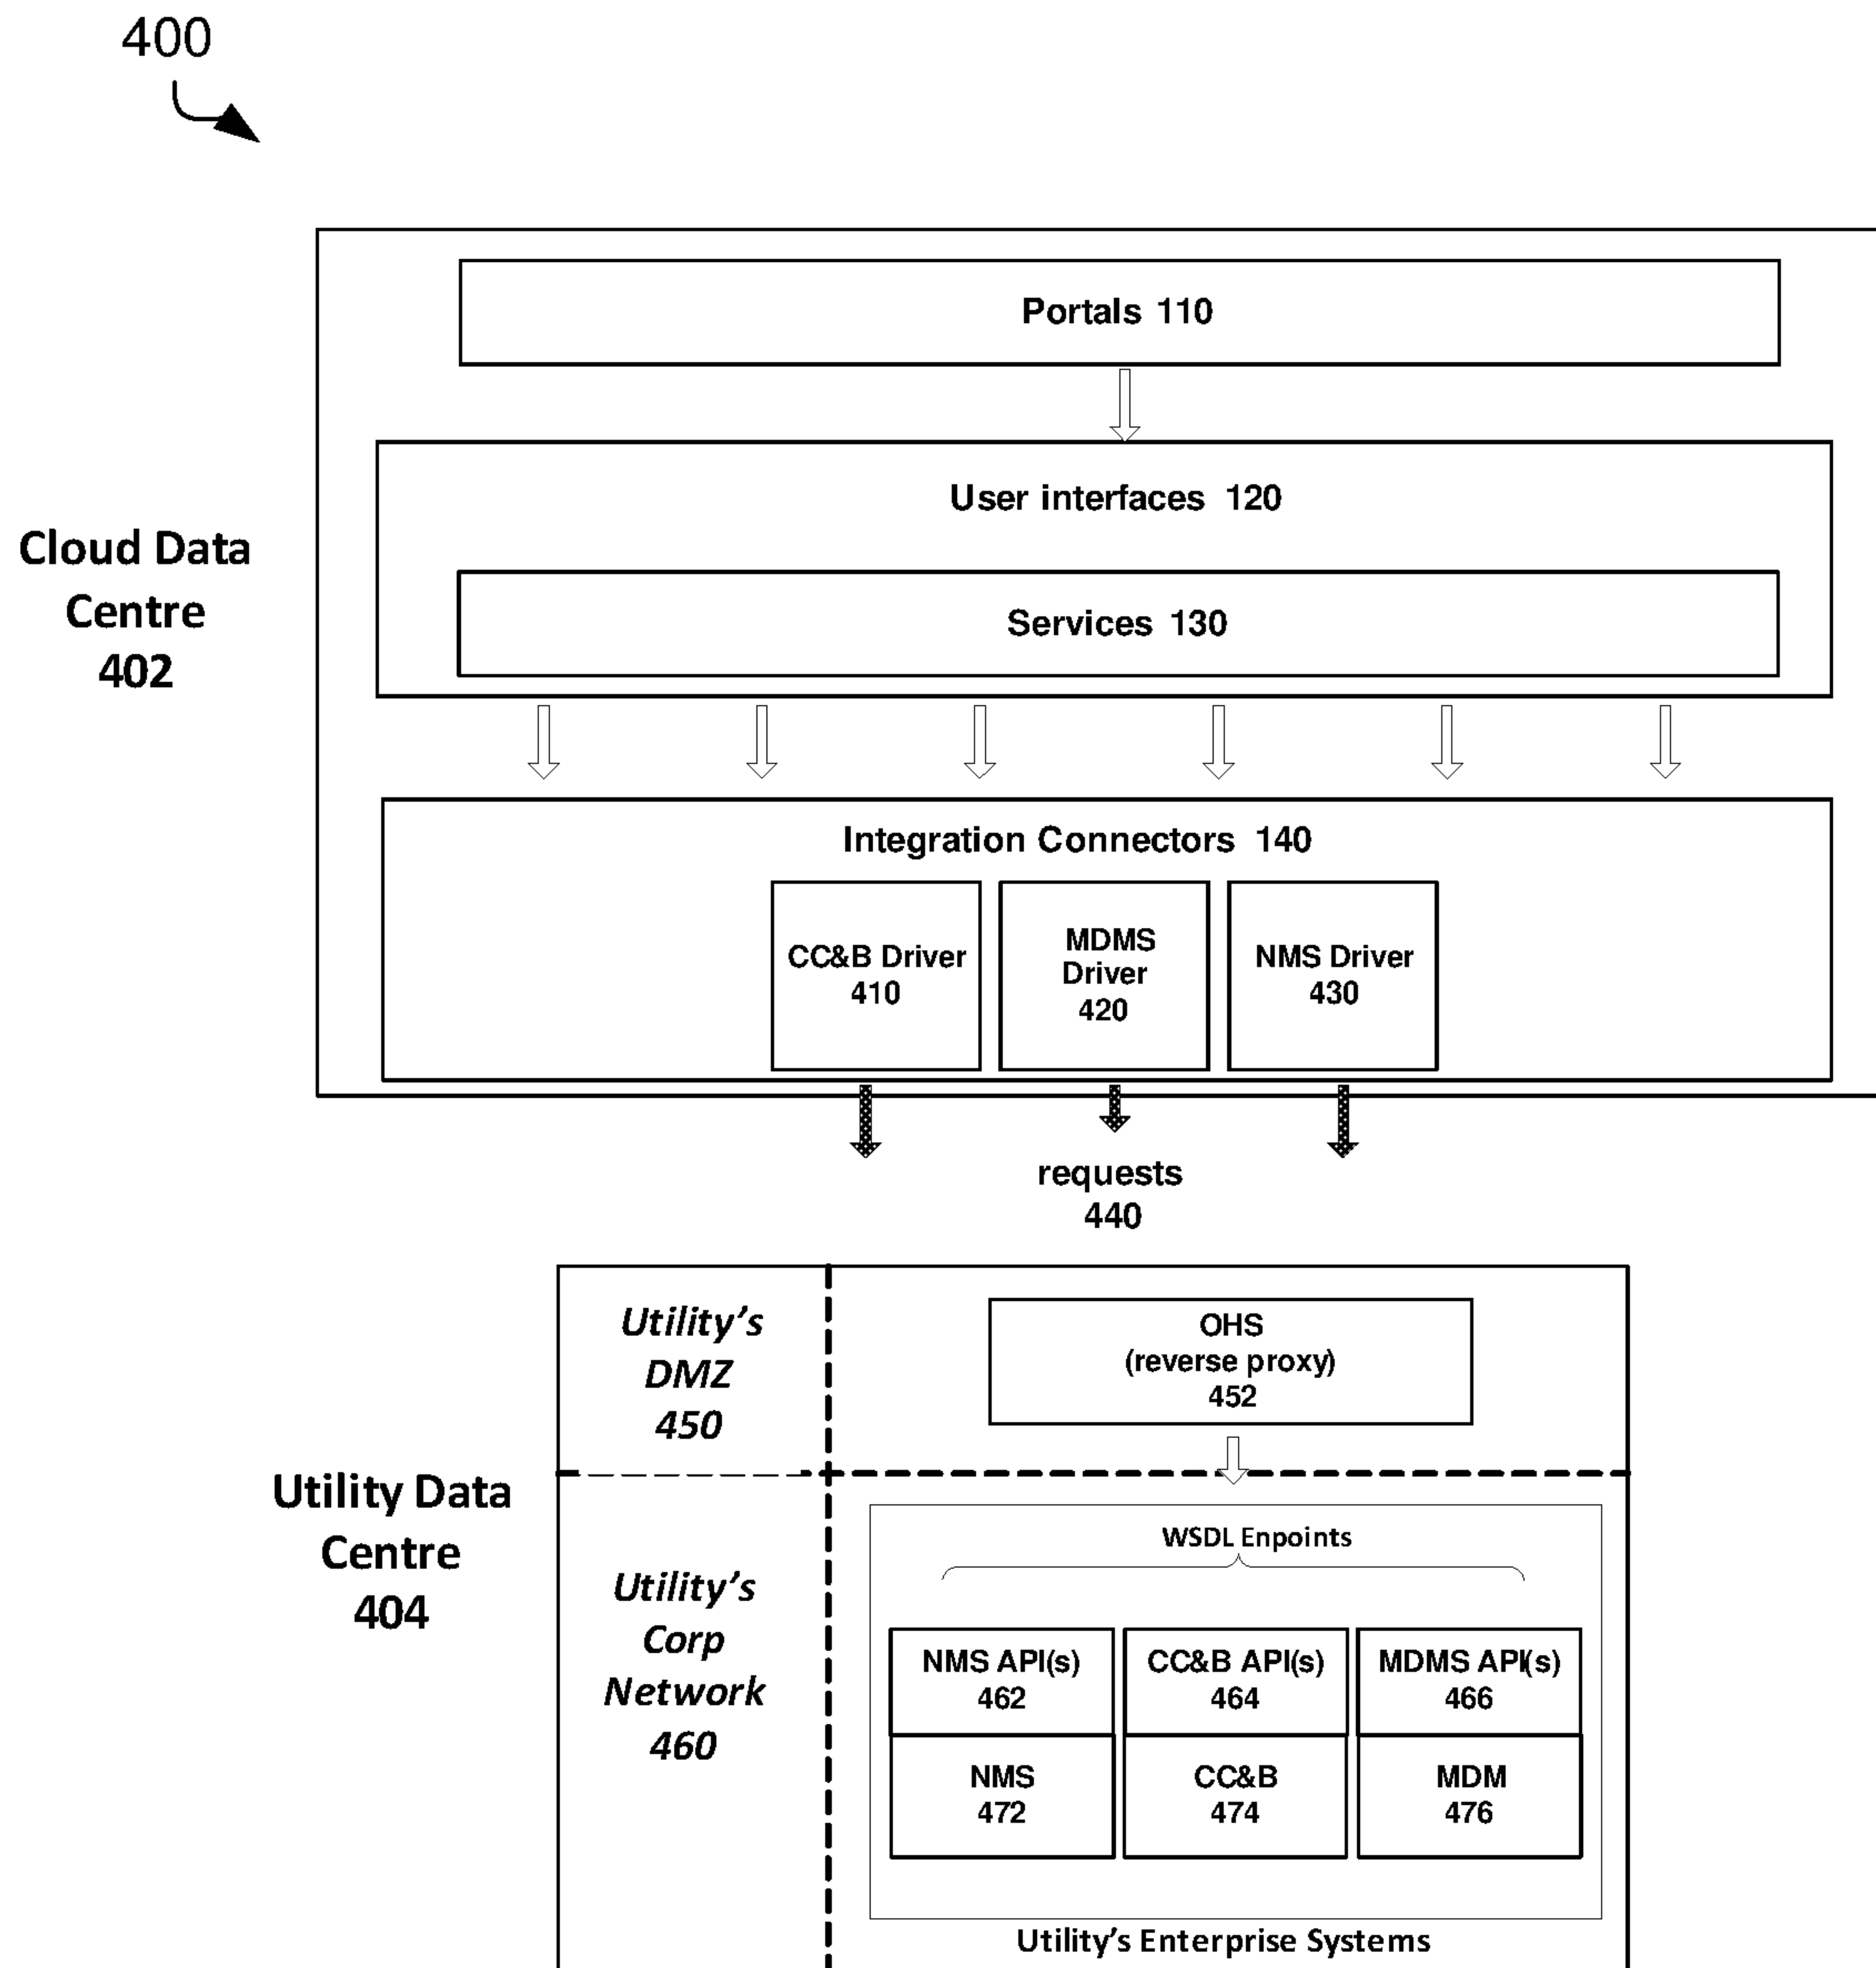 400
Portals 110
User interfaces 120
Services 130
Cloud Data
Centre
402
Integration Connectors 140
CC&B Driver
410
MDMS
Driver
420
NMS Driver
430
requests
440
Utility's
DMZ
450
OHS
(reverse proxy)
452
Utility Data
Centre
404
Utility's
Corp
Network
460
WSDL Enpoints
NMS API(s)
462
CC&B API(s)
464
MDMS API(s)
466
NMS
472
CC&B
474
MDM
476
Utility's Enterprise Systems